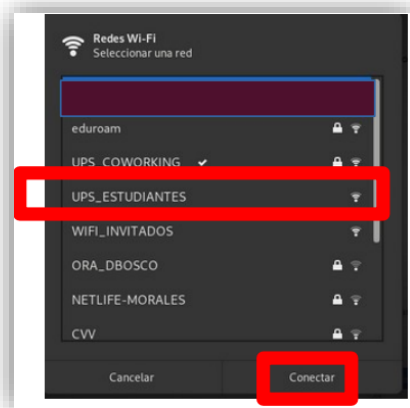 Redes Wi-Fi
Seleccionar una red
eduroam
UPS_COWORKING ✔
UPS_ESTUDIANTES
WIFI_INVITADOS
ORA_DBOSCO
NETLIFE-MORALES
CVV
Cancelar Conectar